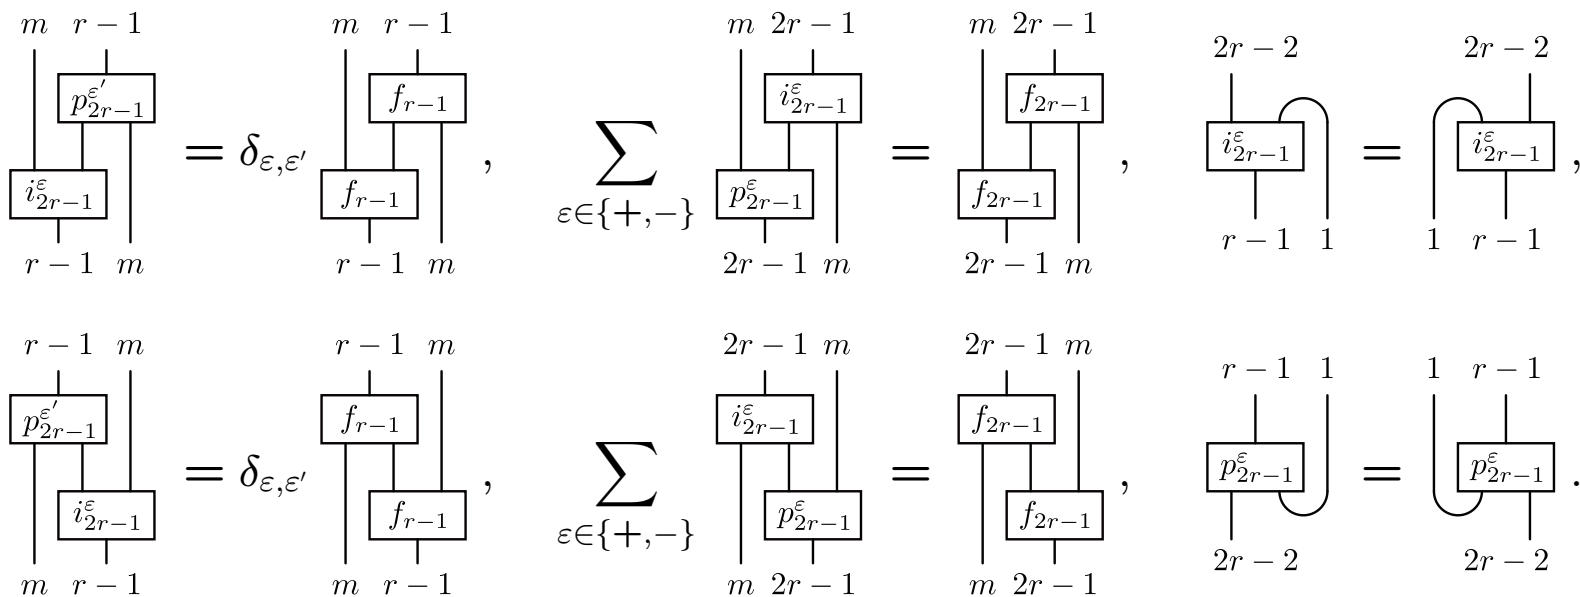 m r − 1 m r − 1 m 2r − 1 m 2r − 1
2r − 2 2r − 2
p^{ε′}_{2r−1} f_{r−1} i^{ε}_{2r−1} f_{2r−1}
= δ_{ε,ε′} , ∑_{ε∈{+,−}} = , i^{ε}_{2r−1} = i^{ε}_{2r−1} ,
i^{ε}_{2r−1} f_{r−1} p^{ε}_{2r−1} f_{2r−1}
r − 1 1 1 r − 1
r − 1 m r − 1 m 2r − 1 m 2r − 1 m
r − 1 m r − 1 m 2r − 1 m 2r − 1 m
r − 1 1 1 r − 1
p^{ε′}_{2r−1} f_{r−1} i^{ε}_{2r−1} f_{2r−1}
= δ_{ε,ε′} , ∑_{ε∈{+,−}} = , p^{ε}_{2r−1} = p^{ε}_{2r−1} .
i^{ε}_{2r−1} f_{r−1} p^{ε}_{2r−1} f_{2r−1}
2r − 2 2r − 2
m r − 1 m r − 1 m 2r − 1 m 2r − 1